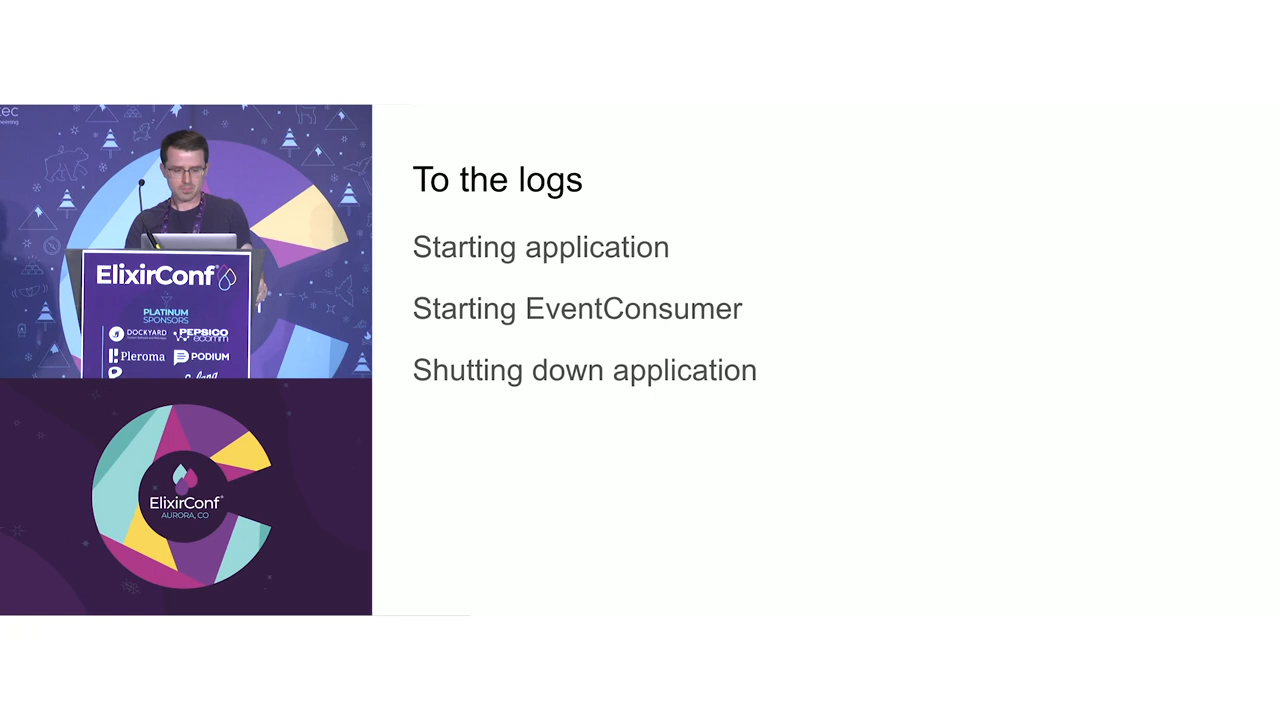 ElixirConf
PLATINUM
SPONSORS
DOCKYARD
PEPSICO
ecomm
Pleroma
PODIUM
ElixirConf
AURORA, CO
To the logs
Starting application
Starting EventConsumer
Shutting down application